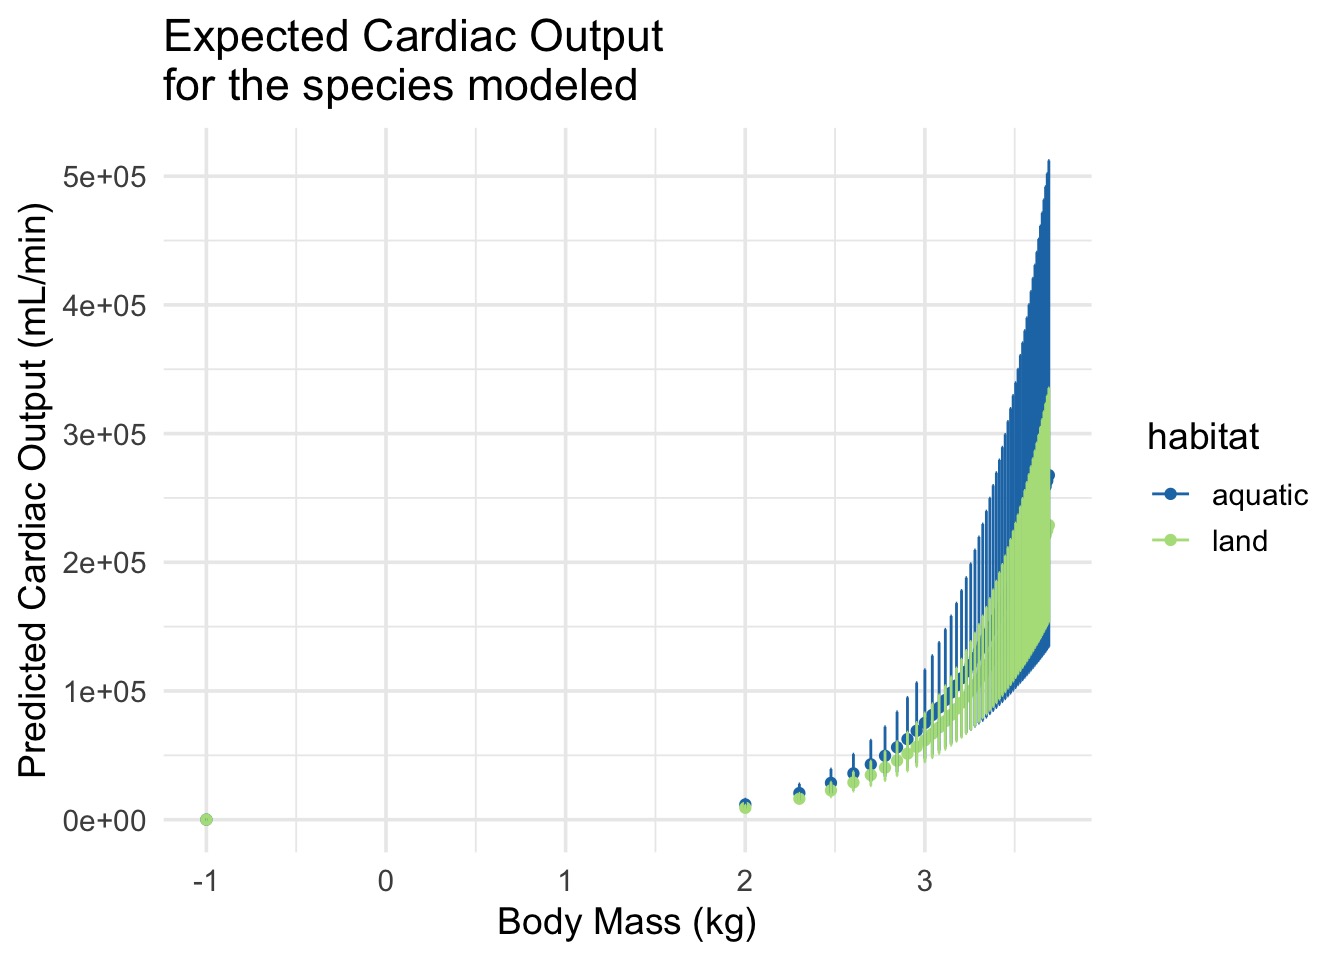 Expected Cardiac Output
for the species modeled
Predicted Cardiac Output (mL/min)
5e+05
4e+05
3e+05
2e+05
1e+05
0e+00
-1
0
1
2
3
Body Mass (kg)
habitat
aquatic
land